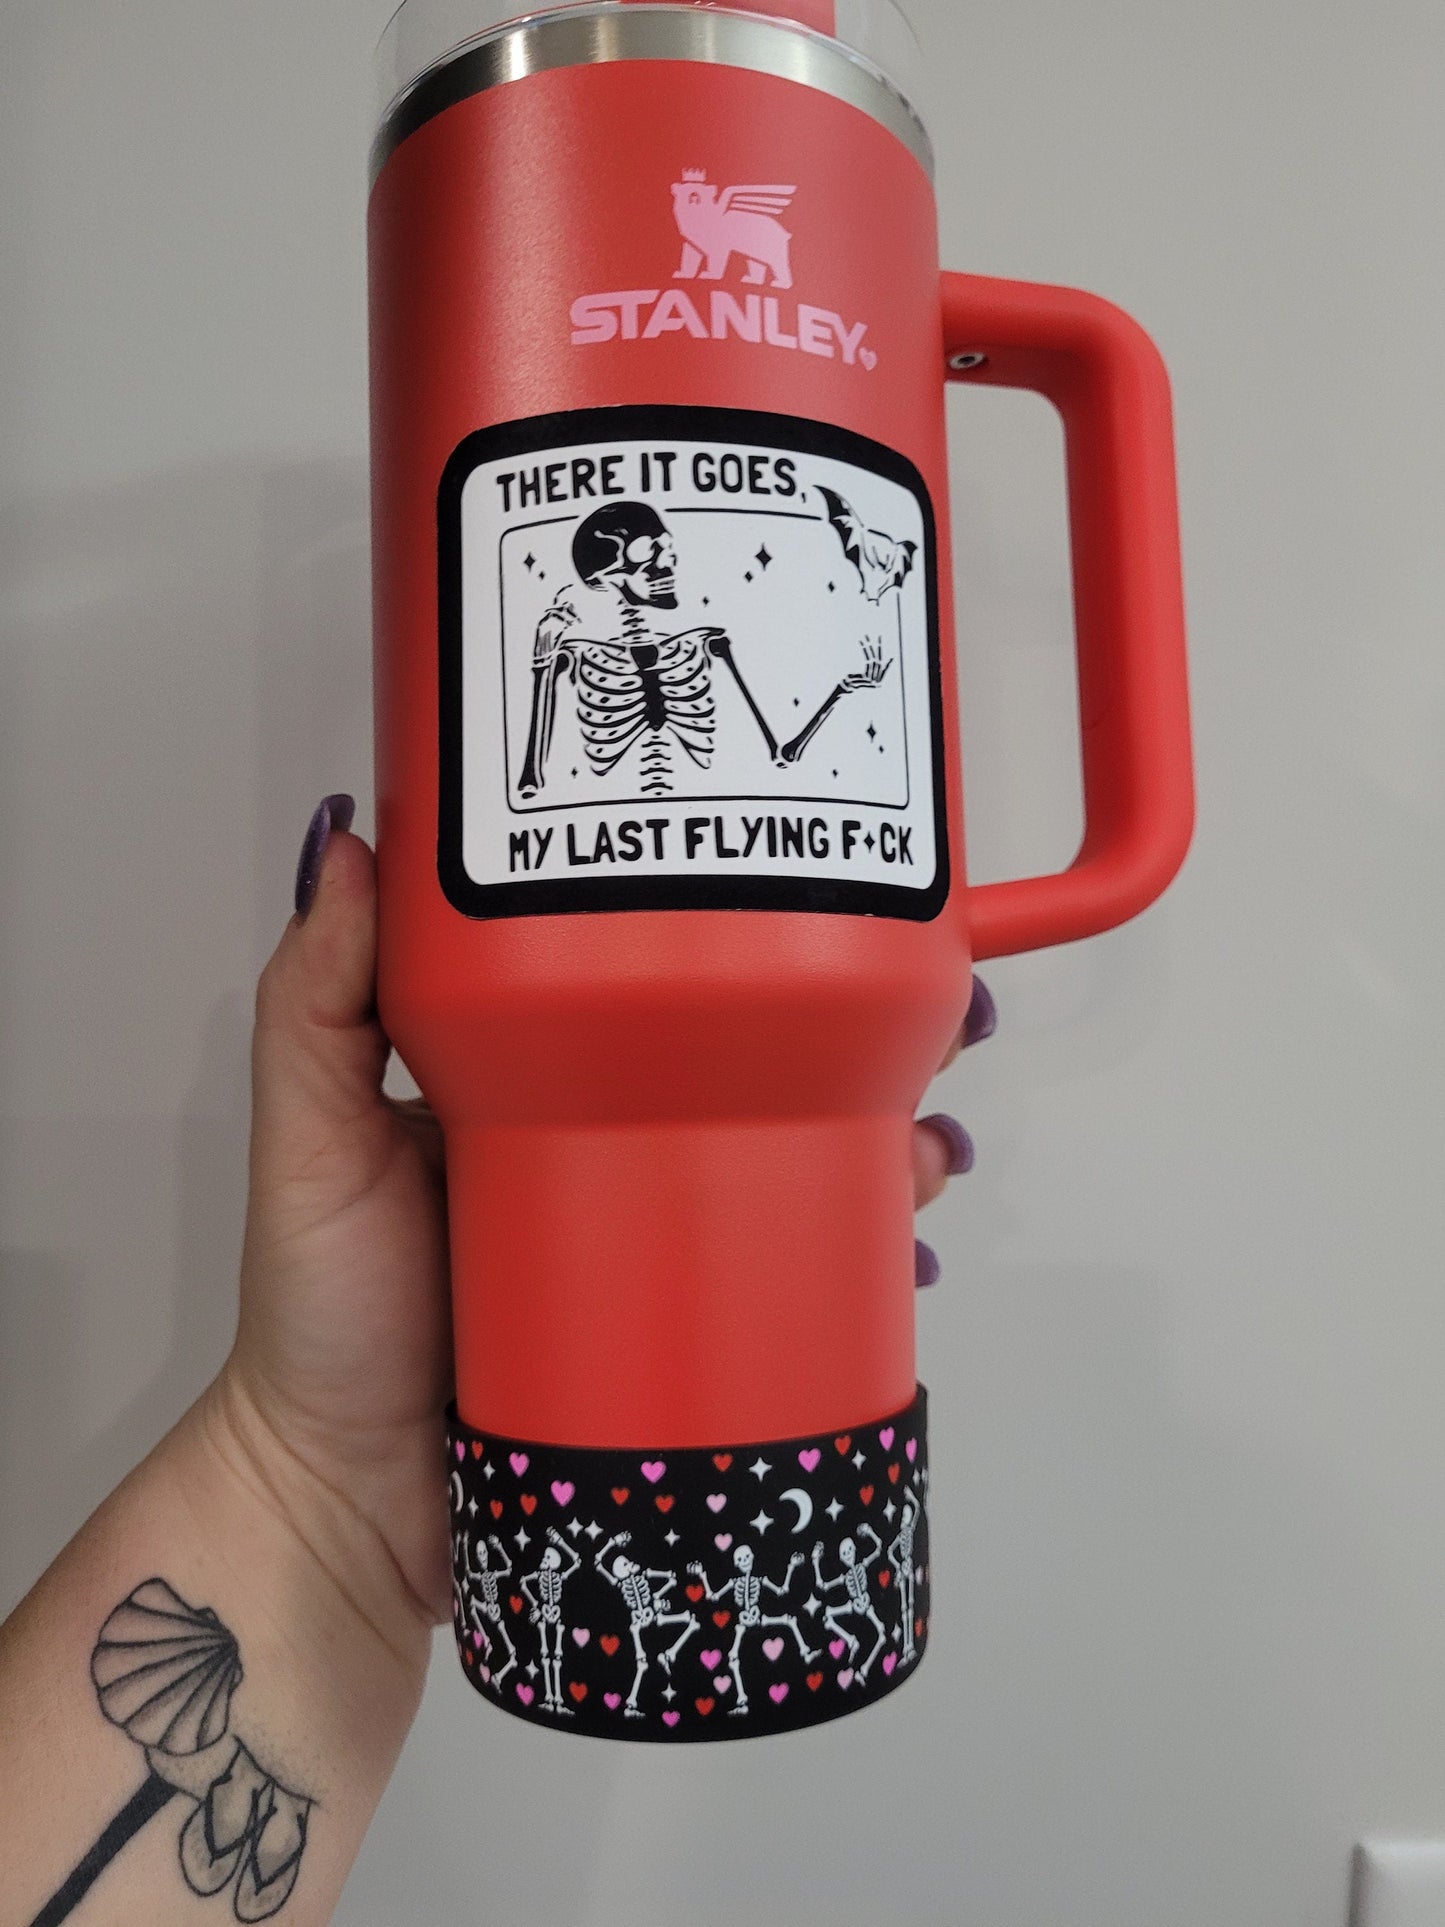 STANLEY
THERE IT GOES,
MY LAST FLYING F✦CK